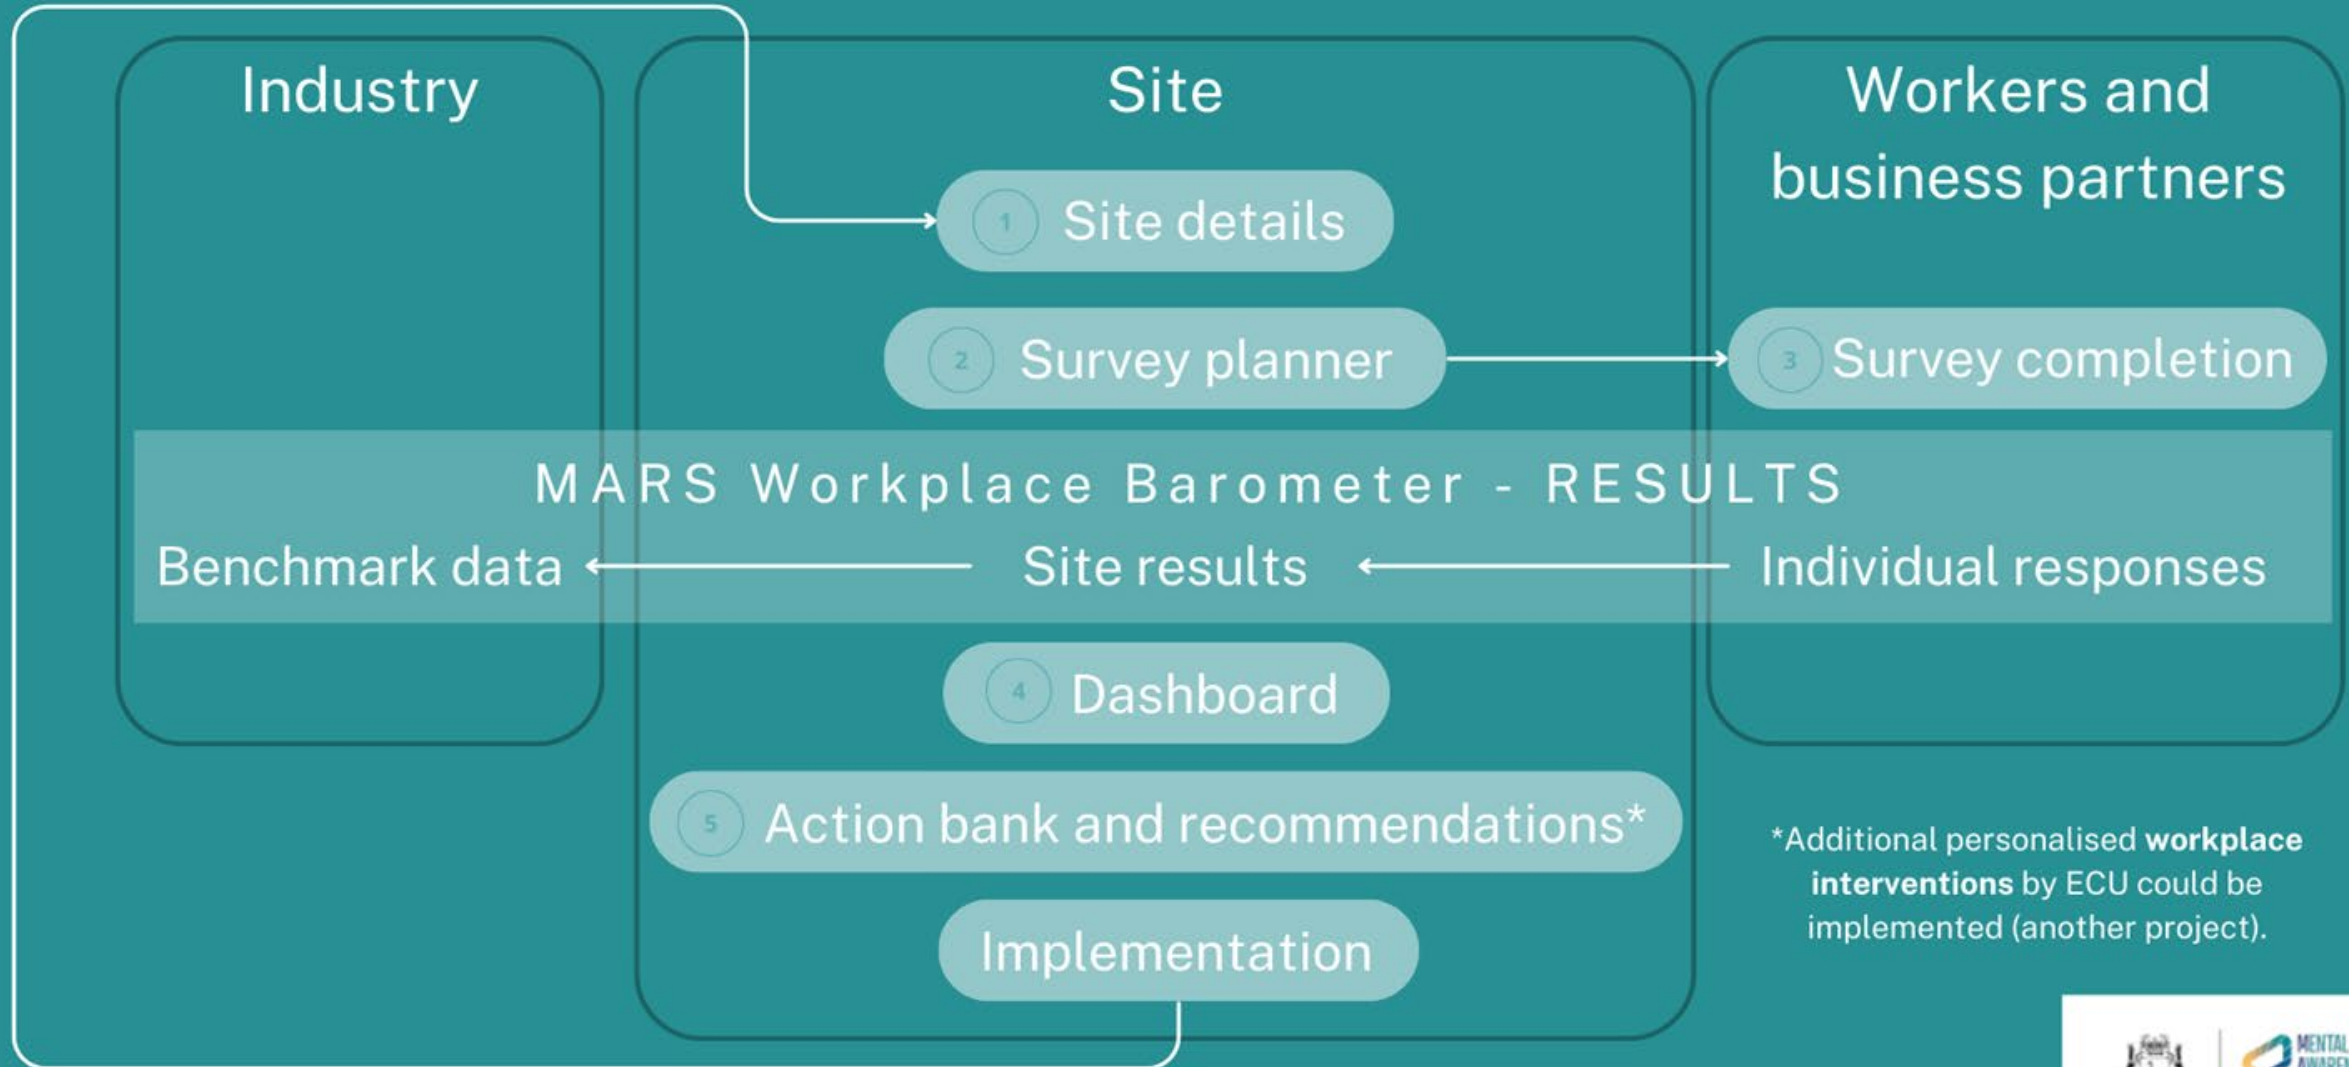 Industry
Site
Workers and
business partners
1 Site details
2 Survey planner
3 Survey completion
MARS Workplace Barometer - RESULTS
Benchmark data
Site results
Individual responses
4 Dashboard
5 Action bank and recommendations*
Implementation
*Additional personalised workplace
interventions by ECU could be
implemented (another project).
MENTAL